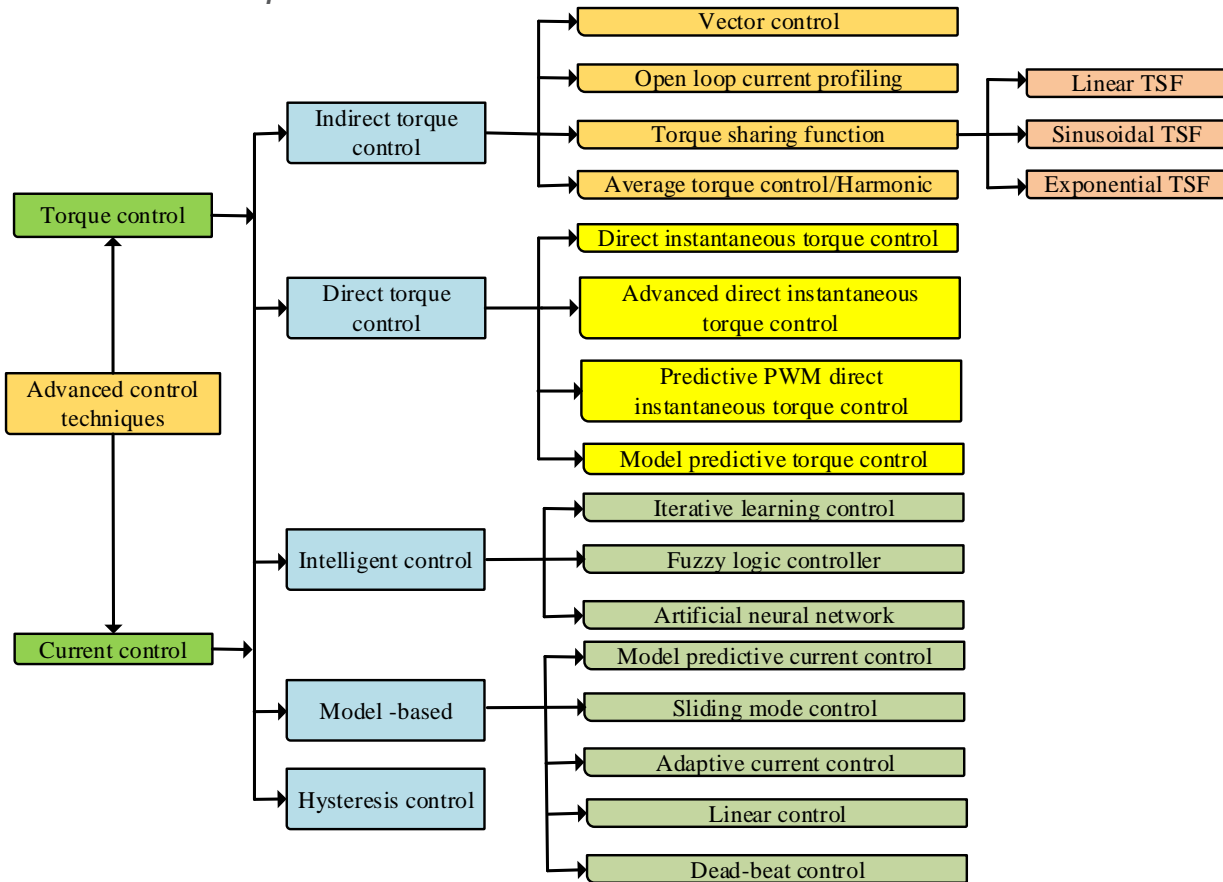 Vector control
Open loop current profiling
Linear TSF
Indirect torque
control
Torque sharing function
Sinusoidal TSF
Average torque control/Harmonic
Exponential TSF
Torque control
Direct instantaneous torque control
Direct torque
control
Advanced direct instantaneous
torque control
Advanced control
techniques
Predictive PWM direct
instantaneous torque control
Model predictive torque control
Iterative learning control
Intelligent control
Fuzzy logic controller
Artificial neural network
Current control
Model predictive current control
Model -based
Sliding mode control
Adaptive current control
Hysteresis control
Linear control
Dead-beat control